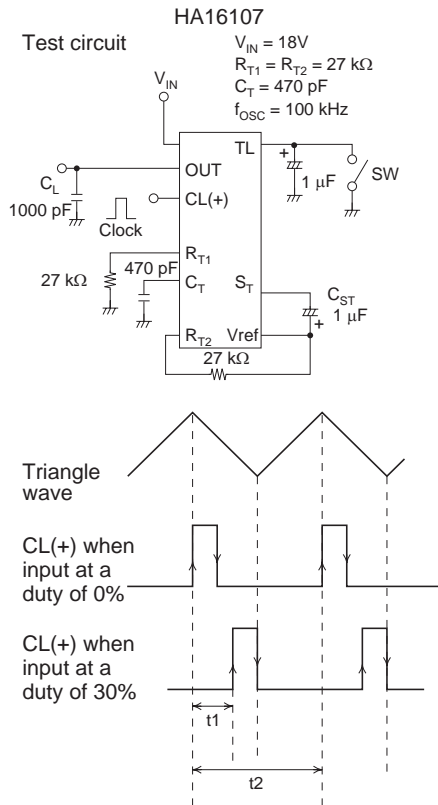 HA16107
Test circuit
V_IN = 18V
R_T1 = R_T2 = 27 kΩ
C_T = 470 pF
f_OSC = 100 kHz
V_IN
TL
OUT
CL(+)
C_L
1000 pF
Clock
+
1 μF
SW
R_T1
470 pF
C_T
27 kΩ
S_T
C_ST
1 μF
+
R_T2
Vref
27 kΩ
Triangle
wave
CL(+) when
input at a
duty of 0%
CL(+) when
input at a
duty of 30%
t1
t2